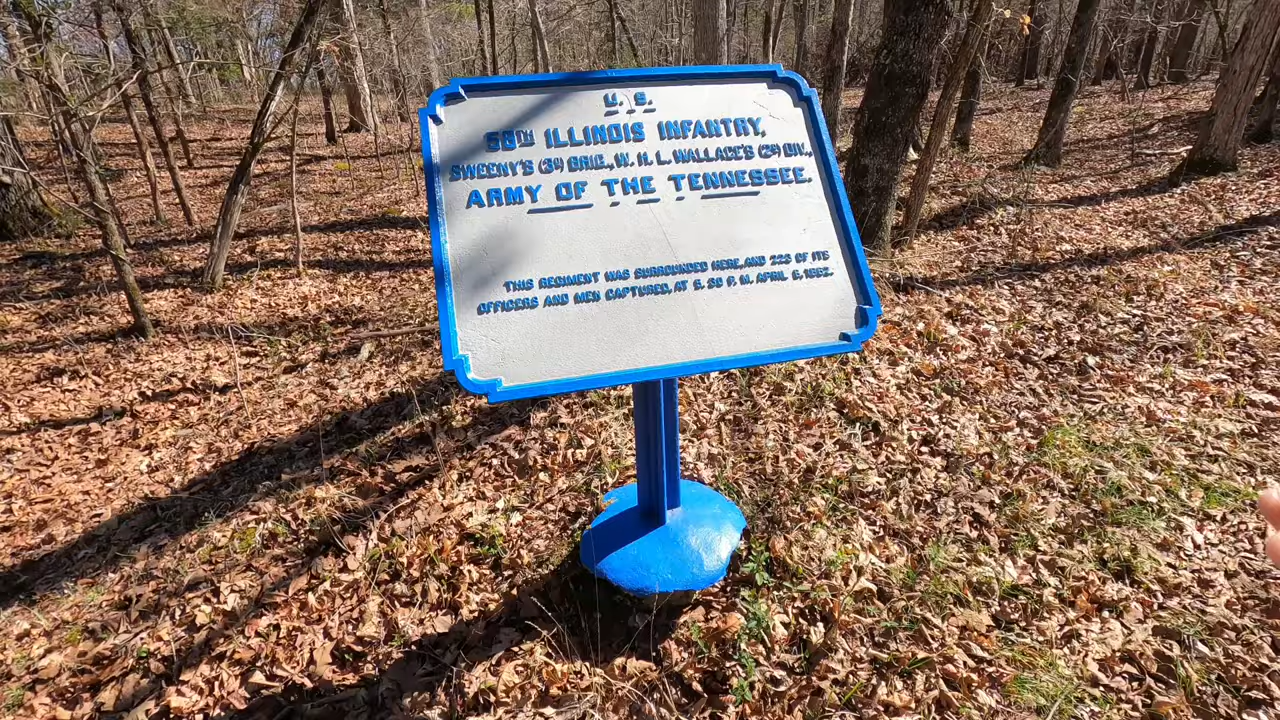 U. S.
58TH ILLINOIS INFANTRY,
SWEENY'S (3d) BRIG., W. H. L. WALLACE'S (2d) DIV.,
ARMY OF THE TENNESSEE.
THIS REGIMENT WAS SURROUNDED HERE, AND 223 OF ITS
OFFICERS AND MEN CAPTURED, AT 5.30 P. M. APRIL 6, 1862.